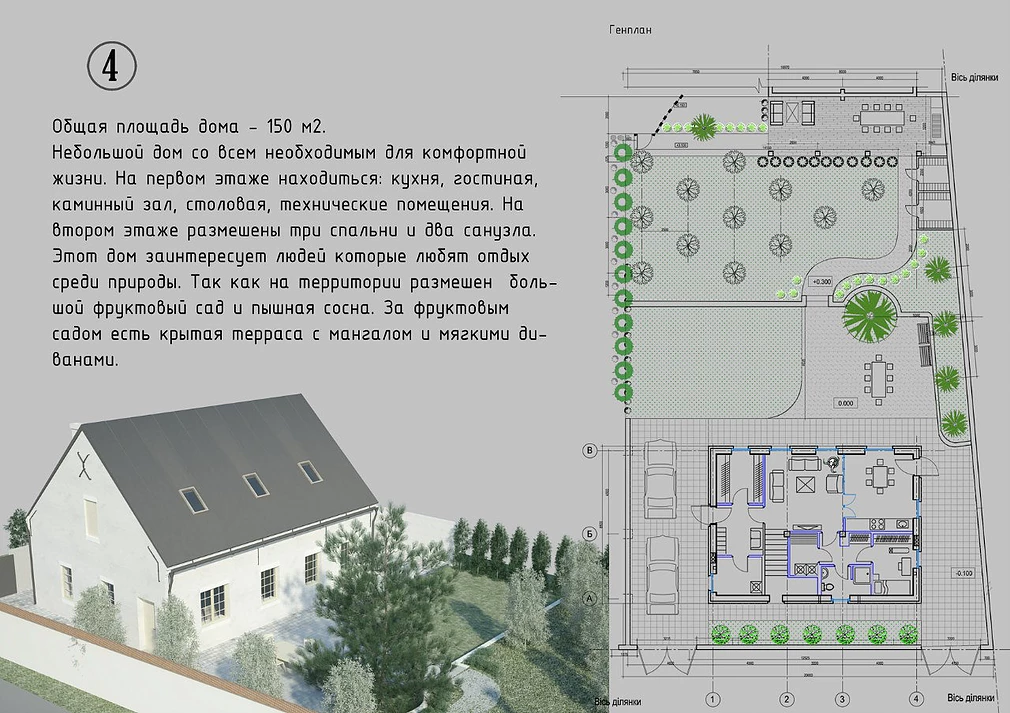 4
Общая площадь дома - 150 м2.
Небольшой дом со всем необходимым для комфортной
жизни. На первом этаже находиться: кухня, гостиная,
каминный зал, столовая, технические помещения. На
втором этаже размешены три спальни и два санузла.
Этот дом заинтересует людей которые любят отдых
среди природы. Так как на территории размешен боль-
шой фруктовый сад и пышная сосна. За фруктовым
садом есть крытая терраса с мангалом и мягкими ди-
ванами.
Генплан
Вісь ділянки
+0.300
0.000
В
Б
А
-0.100
1
2
3
4
Вісь ділянки
Вісь ділянки